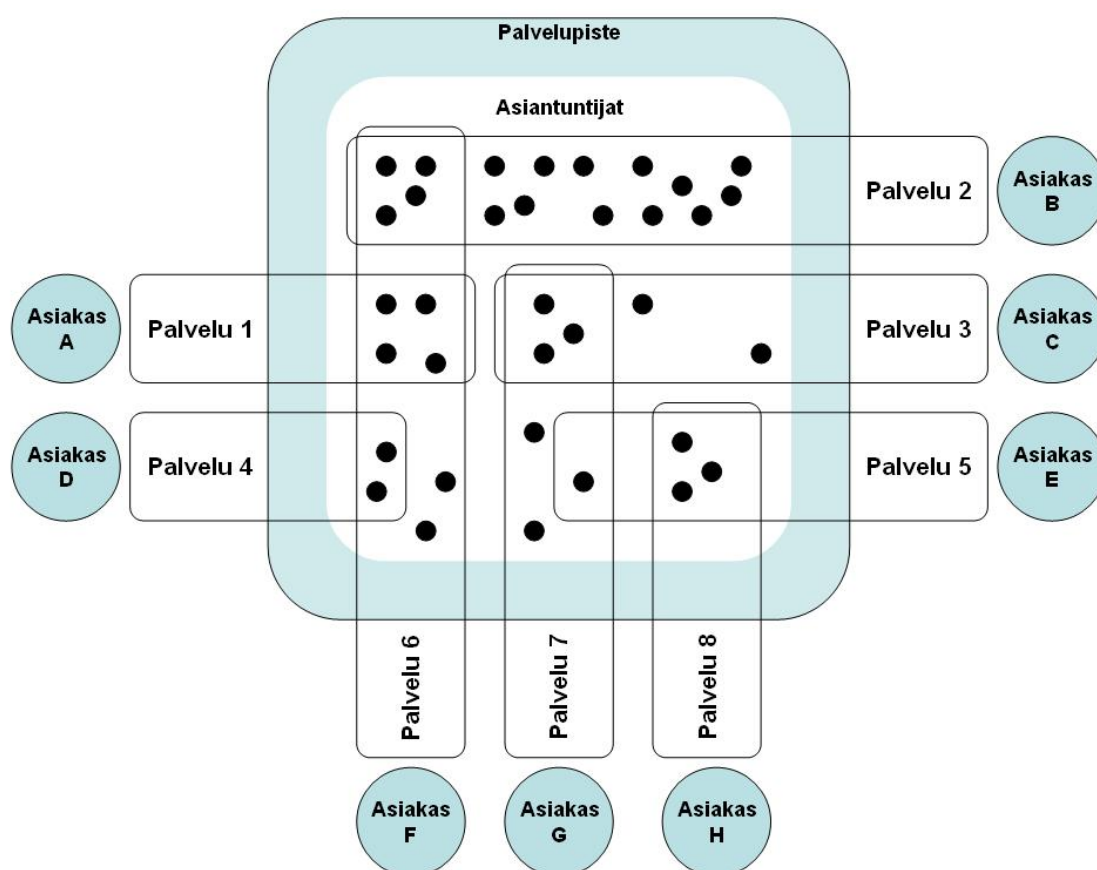 Palvelupiste
Asiantuntijat
Palvelu 2
Asiakas
B
Asiakas
A
Palvelu 1
Palvelu 3
Asiakas
C
Asiakas
D
Palvelu 4
Palvelu 5
Asiakas
E
Palvelu 6
Palvelu 7
Palvelu 8
Asiakas
F
Asiakas
G
Asiakas
H